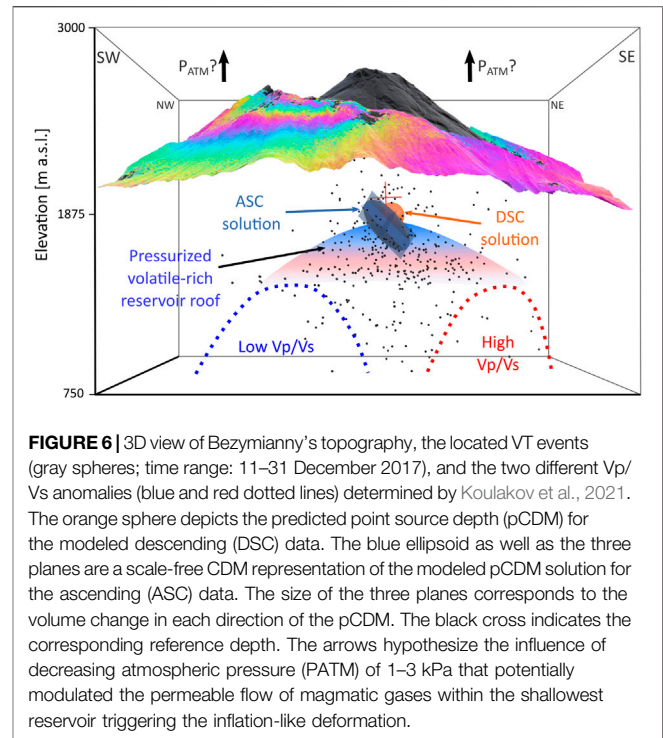 3000
SW
SE
PATM?
PATM?
NW
NE
Elevation [m a.s.l.]
1875
ASC
solution
DSC
solution
Pressurized
volatile-rich
reservoir roof
Low Vp/Vs
High
Vp/Vs
750
FIGURE 6 | 3D view of Bezymianny's topography, the located VT events
(gray spheres; time range: 11–31 December 2017), and the two different Vp/
Vs anomalies (blue and red dotted lines) determined by Koulakov et al., 2021.
The orange sphere depicts the predicted point source depth (pCDM) for
the modeled descending (DSC) data. The blue ellipsoid as well as the three
planes are a scale-free CDM representation of the modeled pCDM solution for
the ascending (ASC) data. The size of the three planes corresponds to the
volume change in each direction of the pCDM. The black cross indicates the
corresponding reference depth. The arrows hypothesize the influence of
decreasing atmospheric pressure (PATM) of 1–3 kPa that potentially
modulated the permeable flow of magmatic gases within the shallowest
reservoir triggering the inflation-like deformation.